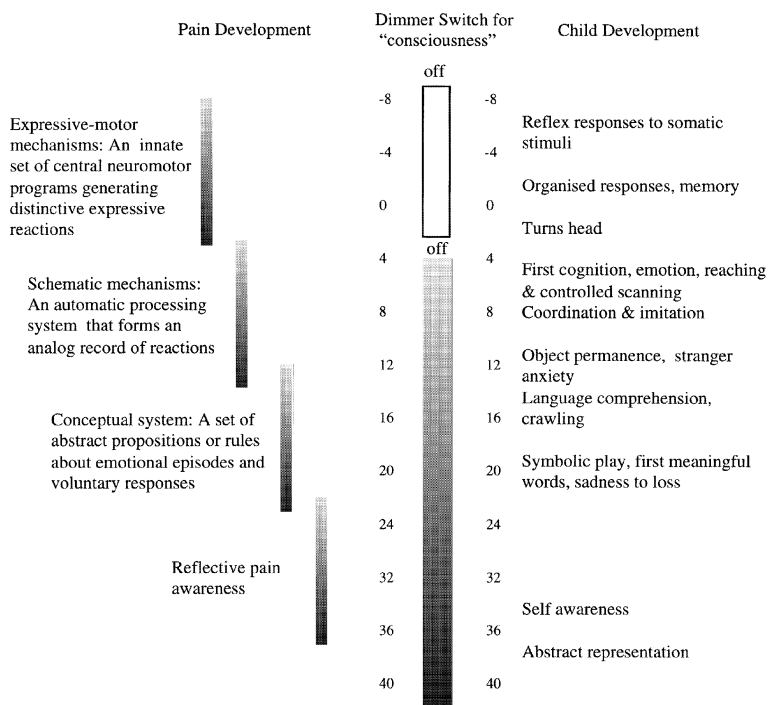 Pain Development
Dimmer Switch for
“consciousness”
Child Development
off
Expressive-motor
mechanisms: An innate
set of central neuromotor
programs generating
distinctive expressive
reactions
Schematic mechanisms:
An automatic processing
system that forms an
analog record of reactions
Conceptual system: A set of
abstract propositions or rules
about emotional episodes and
voluntary responses
Reflective pain
awareness
-8
-4
0
off
4
8
12
16
20
24
32
36
40
-8
-4
0
4
8
12
16
20
24
32
36
40
Reflex responses to somatic
stimuli
Organised responses, memory
Turns head
First cognition, emotion, reaching
& controlled scanning
Coordination & imitation
Object permanence, stranger
anxiety
Language comprehension,
crawling
Symbolic play, first meaningful
words, sadness to loss
Self awareness
Abstract representation